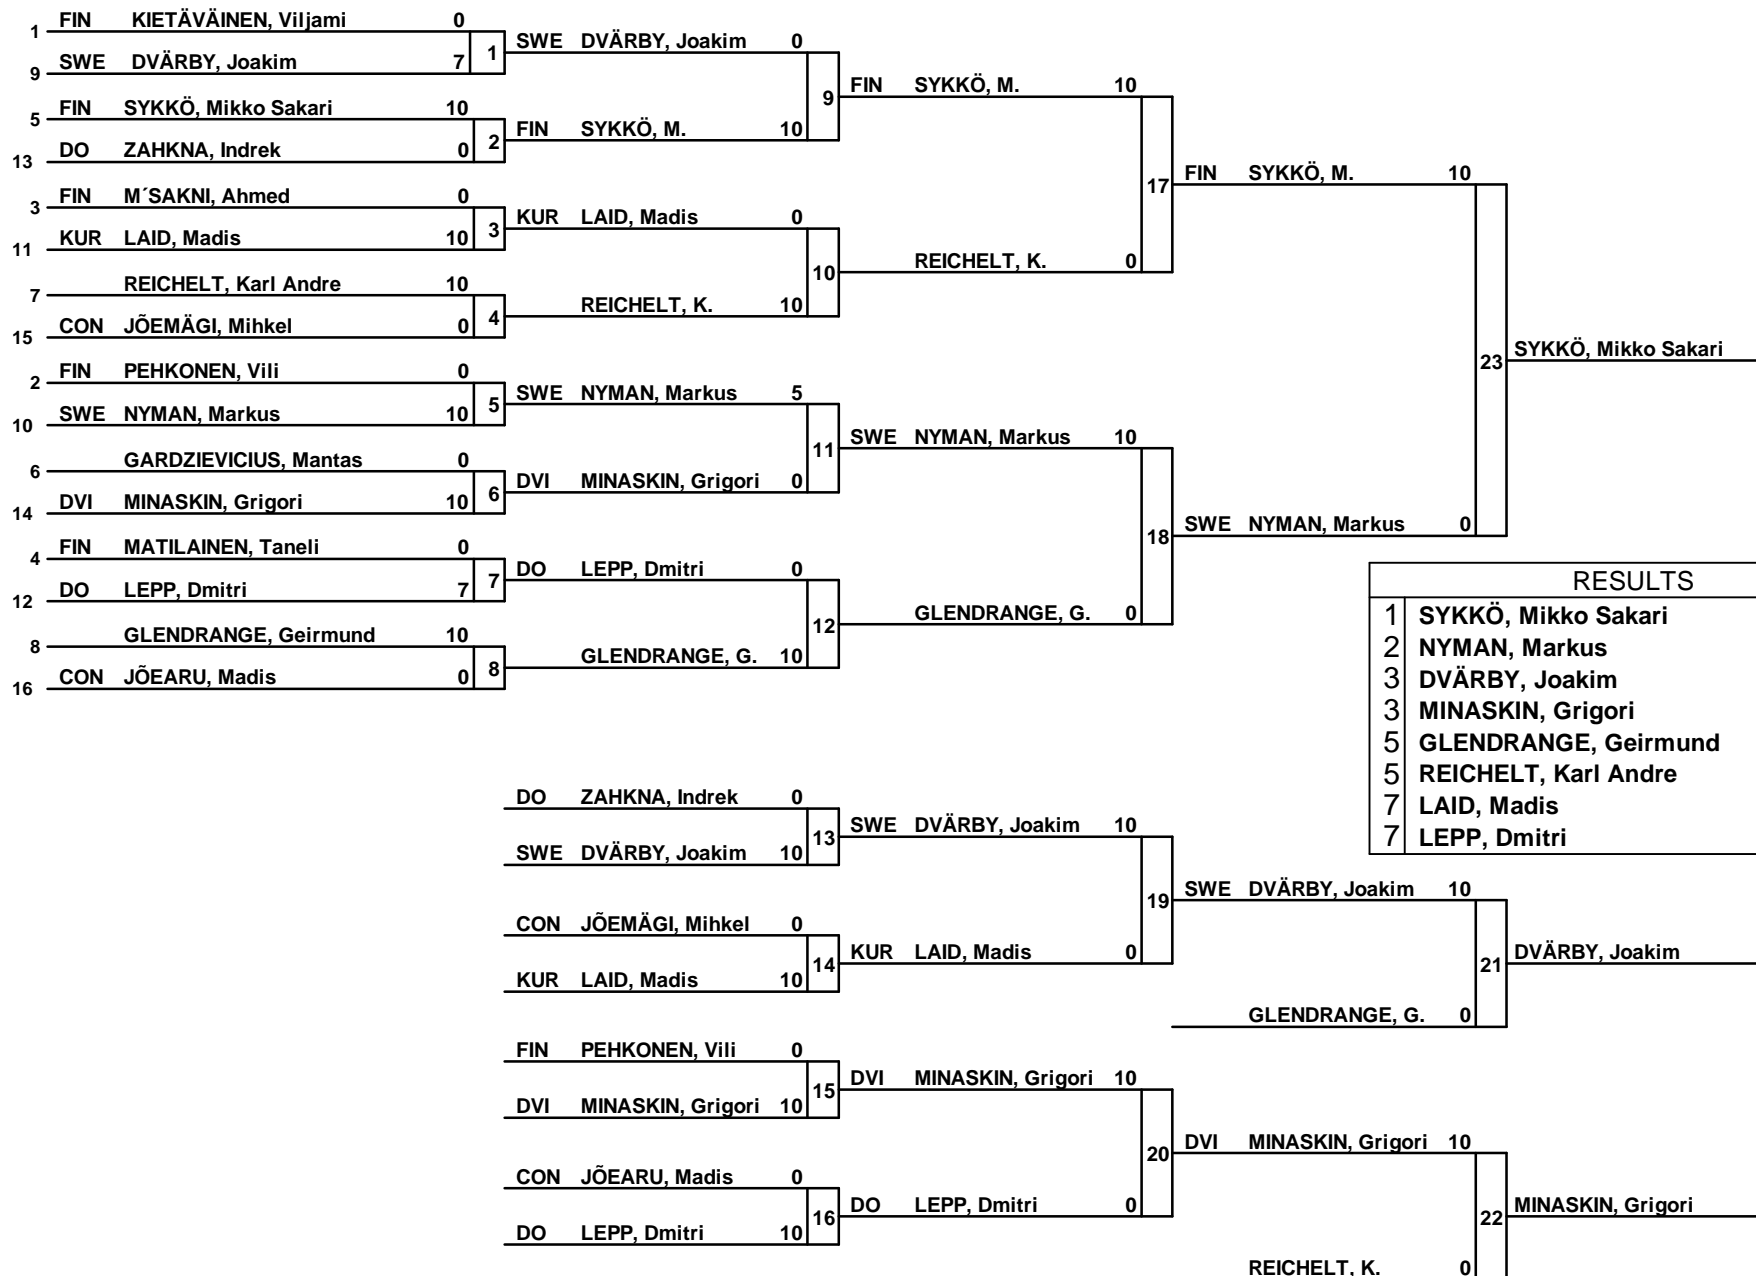 1 FIN KIETÄVÄINEN, Viljami 0
9 SWE DVÄRBY, Joakim 7
1
SWE DVÄRBY, Joakim 0
5 FIN SYKKÖ, Mikko Sakari 10
13 DO ZAHKNA, Indrek 0
2
FIN SYKKÖ, M. 10
9
FIN SYKKÖ, M. 10
3 FIN M´SAKNI, Ahmed 0
11 KUR LAID, Madis 10
3
KUR LAID, Madis 0
7 REICHELT, Karl Andre 10
15 CON JÕEMÄGI, Mihkel 0
4
REICHELT, K. 10
10
REICHELT, K. 0
17
FIN SYKKÖ, M. 10
2 FIN PEHKONEN, Vili 0
10 SWE NYMAN, Markus 10
5
SWE NYMAN, Markus 5
6 GARDZIEVICIUS, Mantas 0
14 DVI MINASKIN, Grigori 10
6
DVI MINASKIN, Grigori 0
11
SWE NYMAN, Markus 10
4 FIN MATILAINEN, Taneli 0
12 DO LEPP, Dmitri 7
7
DO LEPP, Dmitri 0
8 GLENDRANGE, Geirmund 10
16 CON JÕEARU, Madis 0
8
GLENDRANGE, G. 10
12
GLENDRANGE, G. 0
18
SWE NYMAN, Markus 0
23
SYKKÖ, Mikko Sakari
RESULTS
1 SYKKÖ, Mikko Sakari
2 NYMAN, Markus
3 DVÄRBY, Joakim
3 MINASKIN, Grigori
5 GLENDRANGE, Geirmund
5 REICHELT, Karl Andre
7 LAID, Madis
7 LEPP, Dmitri
DO ZAHKNA, Indrek 0
SWE DVÄRBY, Joakim 10
13
SWE DVÄRBY, Joakim 10
CON JÕEMÄGI, Mihkel 0
KUR LAID, Madis 10
14
KUR LAID, Madis 0
19
SWE DVÄRBY, Joakim 10
GLENDRANGE, G. 0
21
DVÄRBY, Joakim
FIN PEHKONEN, Vili 0
DVI MINASKIN, Grigori 10
15
DVI MINASKIN, Grigori 10
CON JÕEARU, Madis 0
DO LEPP, Dmitri 10
16
DO LEPP, Dmitri 0
20
DVI MINASKIN, Grigori 10
REICHELT, K. 0
22
MINASKIN, Grigori